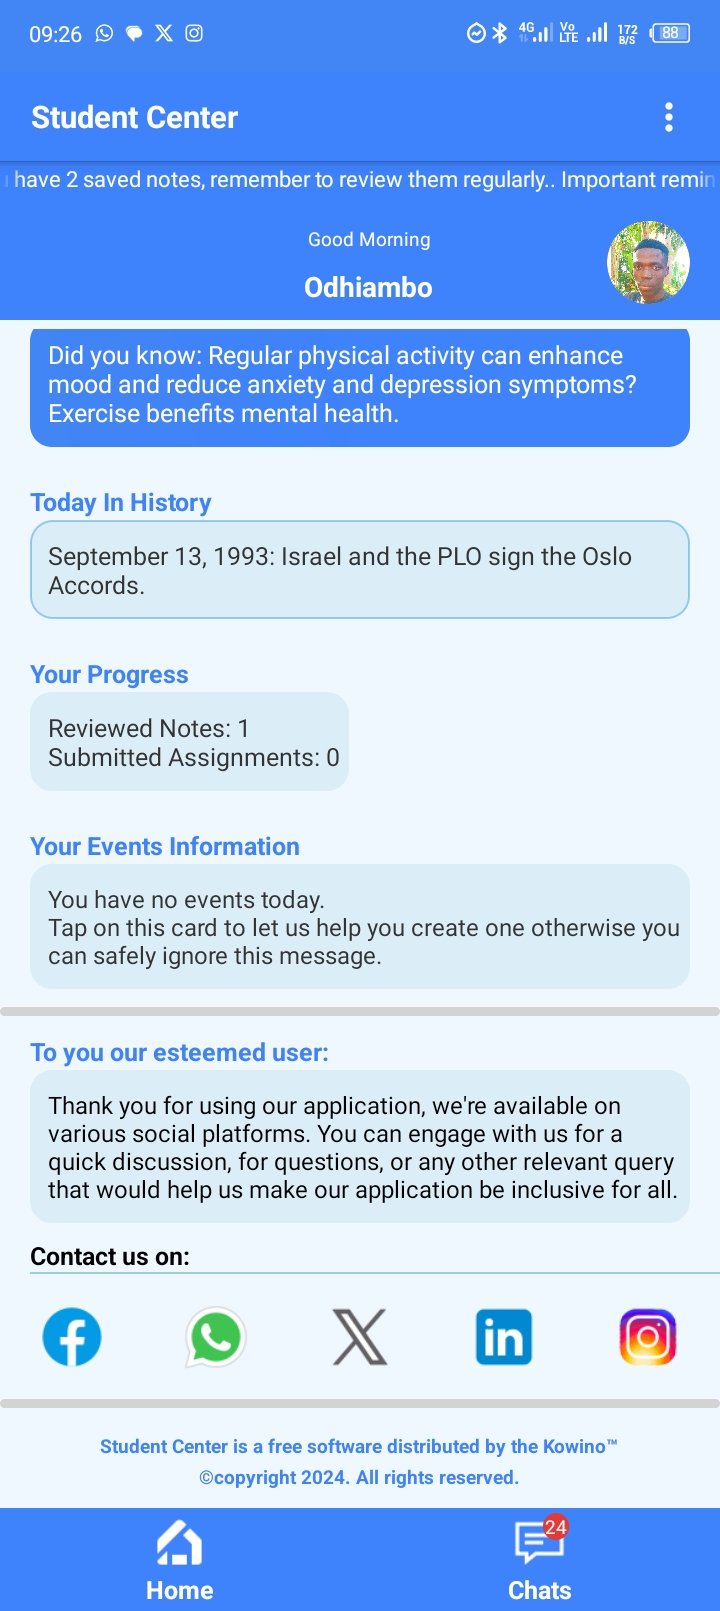 09:26
4G
Vo
LTE
172
B/S
88
Student Center
have 2 saved notes, remember to review them regularly.. Important remin
Good Morning
Odhiambo
Did you know: Regular physical activity can enhance
mood and reduce anxiety and depression symptoms?
Exercise benefits mental health.
Today In History
September 13, 1993: Israel and the PLO sign the Oslo
Accords.
Your Progress
Reviewed Notes: 1
Submitted Assignments: 0
Your Events Information
You have no events today.
Tap on this card to let us help you create one otherwise you
can safely ignore this message.
To you our esteemed user:
Thank you for using our application, we're available on
various social platforms. You can engage with us for a
quick discussion, for questions, or any other relevant query
that would help us make our application be inclusive for all.
Contact us on:
in
Student Center is a free software distributed by the Kowino™
©copyright 2024. All rights reserved.
24
Home
Chats